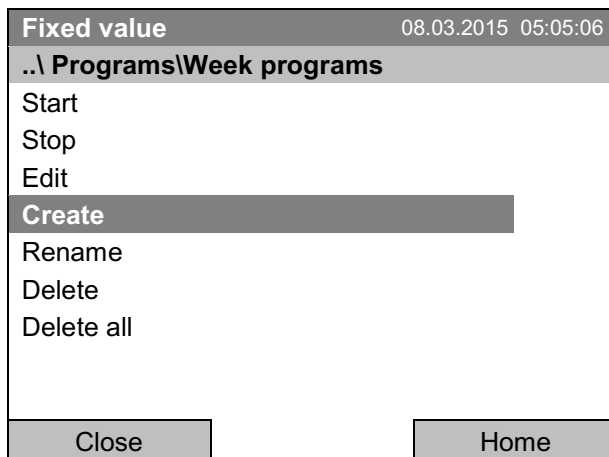 Fixed value 08.03.2015 05:05:06
..\ Programs\Week programs
Start
Stop
Edit
Create
Rename
Delete
Delete all
Close Home